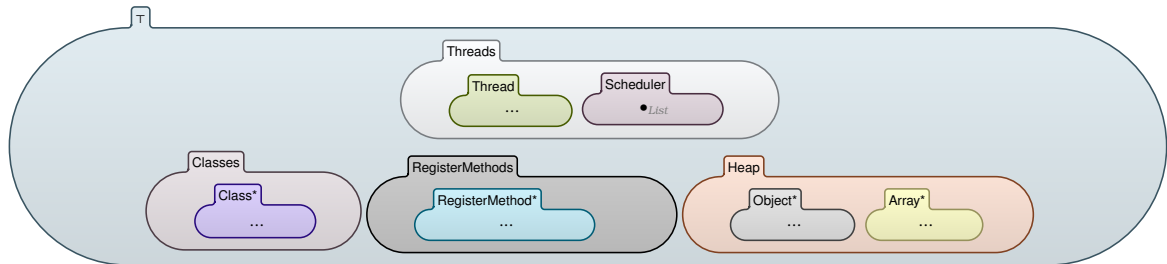 ⊤
Threads
Thread
...
Scheduler
•List
Classes
Class*
...
RegisterMethods
RegisterMethod*
...
Heap
Object*
...
Array*
...